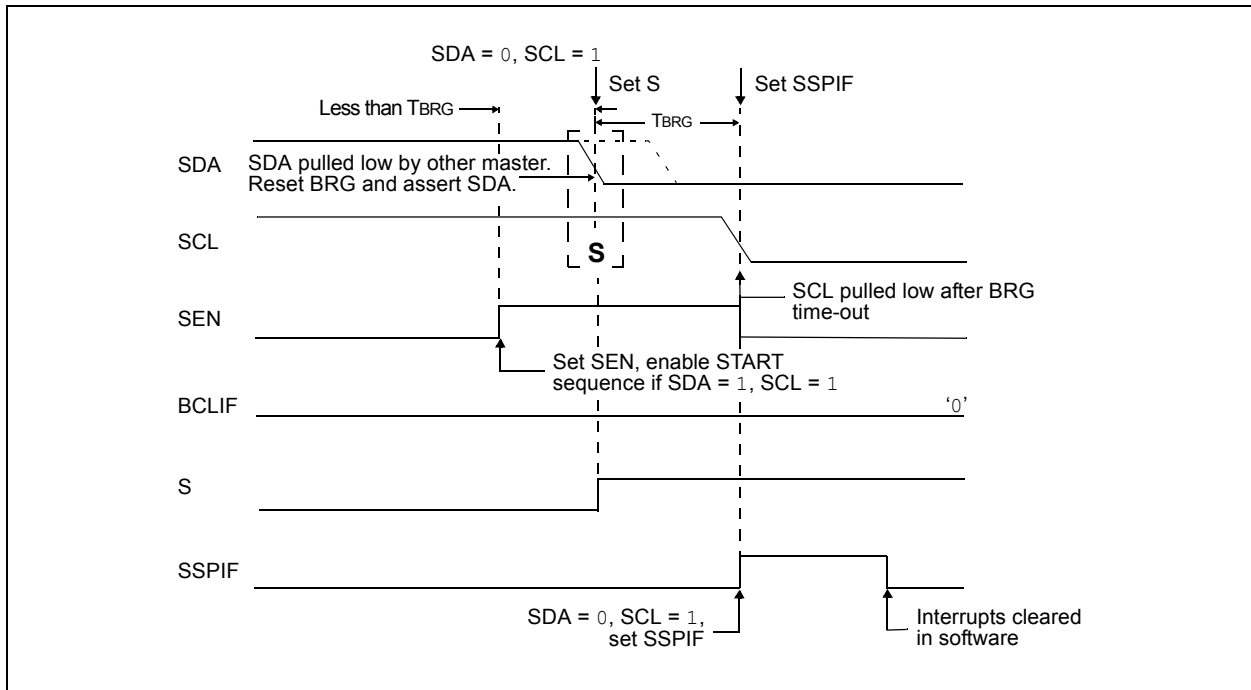 SDA = 0, SCL = 1
Set S
Set SSPIF
Less than TBRG
TBRG
SDA
SDA pulled low by other master.
Reset BRG and assert SDA.
SCL
S
SCL pulled low after BRG
time-out
SEN
Set SEN, enable START
sequence if SDA = 1, SCL = 1
BCLIF
‘0’
S
SSPIF
SDA = 0, SCL = 1,
set SSPIF
Interrupts cleared
in software